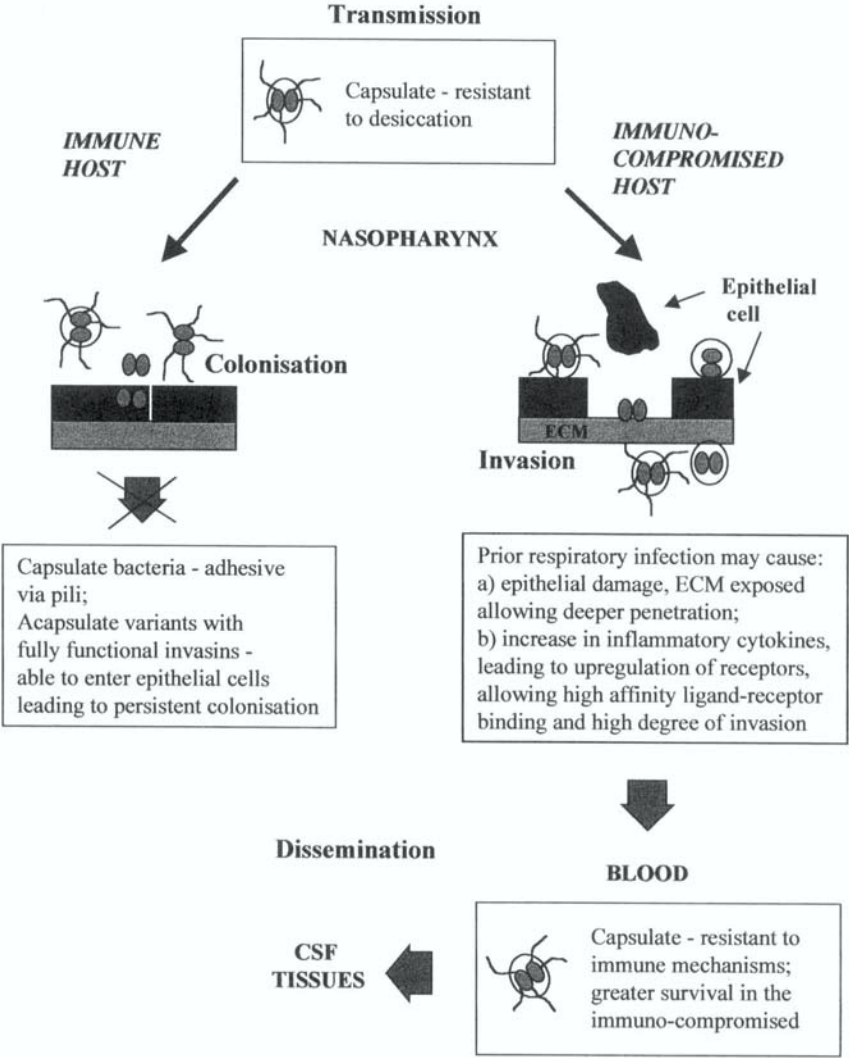 Transmission
Capsulate - resistant
to desiccation
IMMUNE
HOST
IMMUNO-
COMPROMISED
HOST
NASOPHARYNX
Epithelial
cell
Colonisation
ECM
Invasion
Capsulate bacteria - adhesive
via pili;
Acapsulate variants with
fully functional invasins -
able to enter epithelial cells
leading to persistent colonisation
Prior respiratory infection may cause:
a) epithelial damage, ECM exposed
allowing deeper penetration;
b) increase in inflammatory cytokines,
leading to upregulation of receptors,
allowing high affinity ligand-receptor
binding and high degree of invasion
Dissemination
BLOOD
CSF
TISSUES
Capsulate - resistant to
immune mechanisms;
greater survival in the
immuno-compromised